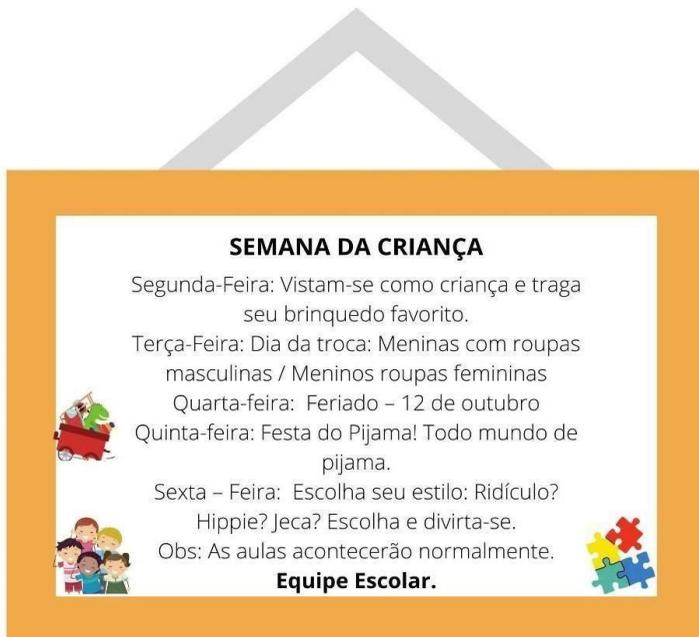 SEMANA DA CRIANÇA
Segunda-Feira: Vistam-se como criança e traga
seu brinquedo favorito.
Terça-Feira: Dia da troca: Meninas com roupas
masculinas / Meninos roupas femininas
Quarta-feira:  Feriado – 12 de outubro
Quinta-feira: Festa do Pijama! Todo mundo de
pijama.
Sexta – Feira:  Escolha seu estilo: Ridículo?
Hippie? Jeca? Escolha e divirta-se.
Obs: As aulas acontecerão normalmente.
Equipe Escolar.